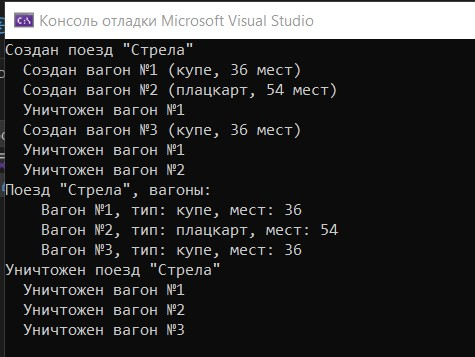 Консоль отладки Microsoft Visual Studio
Создан поезд "Стрела"
Создан вагон №1 (купе, 36 мест)
Создан вагон №2 (плацкарт, 54 мест)
Уничтожен вагон №1
Создан вагон №3 (купе, 36 мест)
Уничтожен вагон №1
Уничтожен вагон №2
Поезд "Стрела", вагоны:
Вагон №1, тип: купе, мест: 36
Вагон №2, тип: плацкарт, мест: 54
Вагон №3, тип: купе, мест: 36
Уничтожен поезд "Стрела"
Уничтожен вагон №1
Уничтожен вагон №2
Уничтожен вагон №3